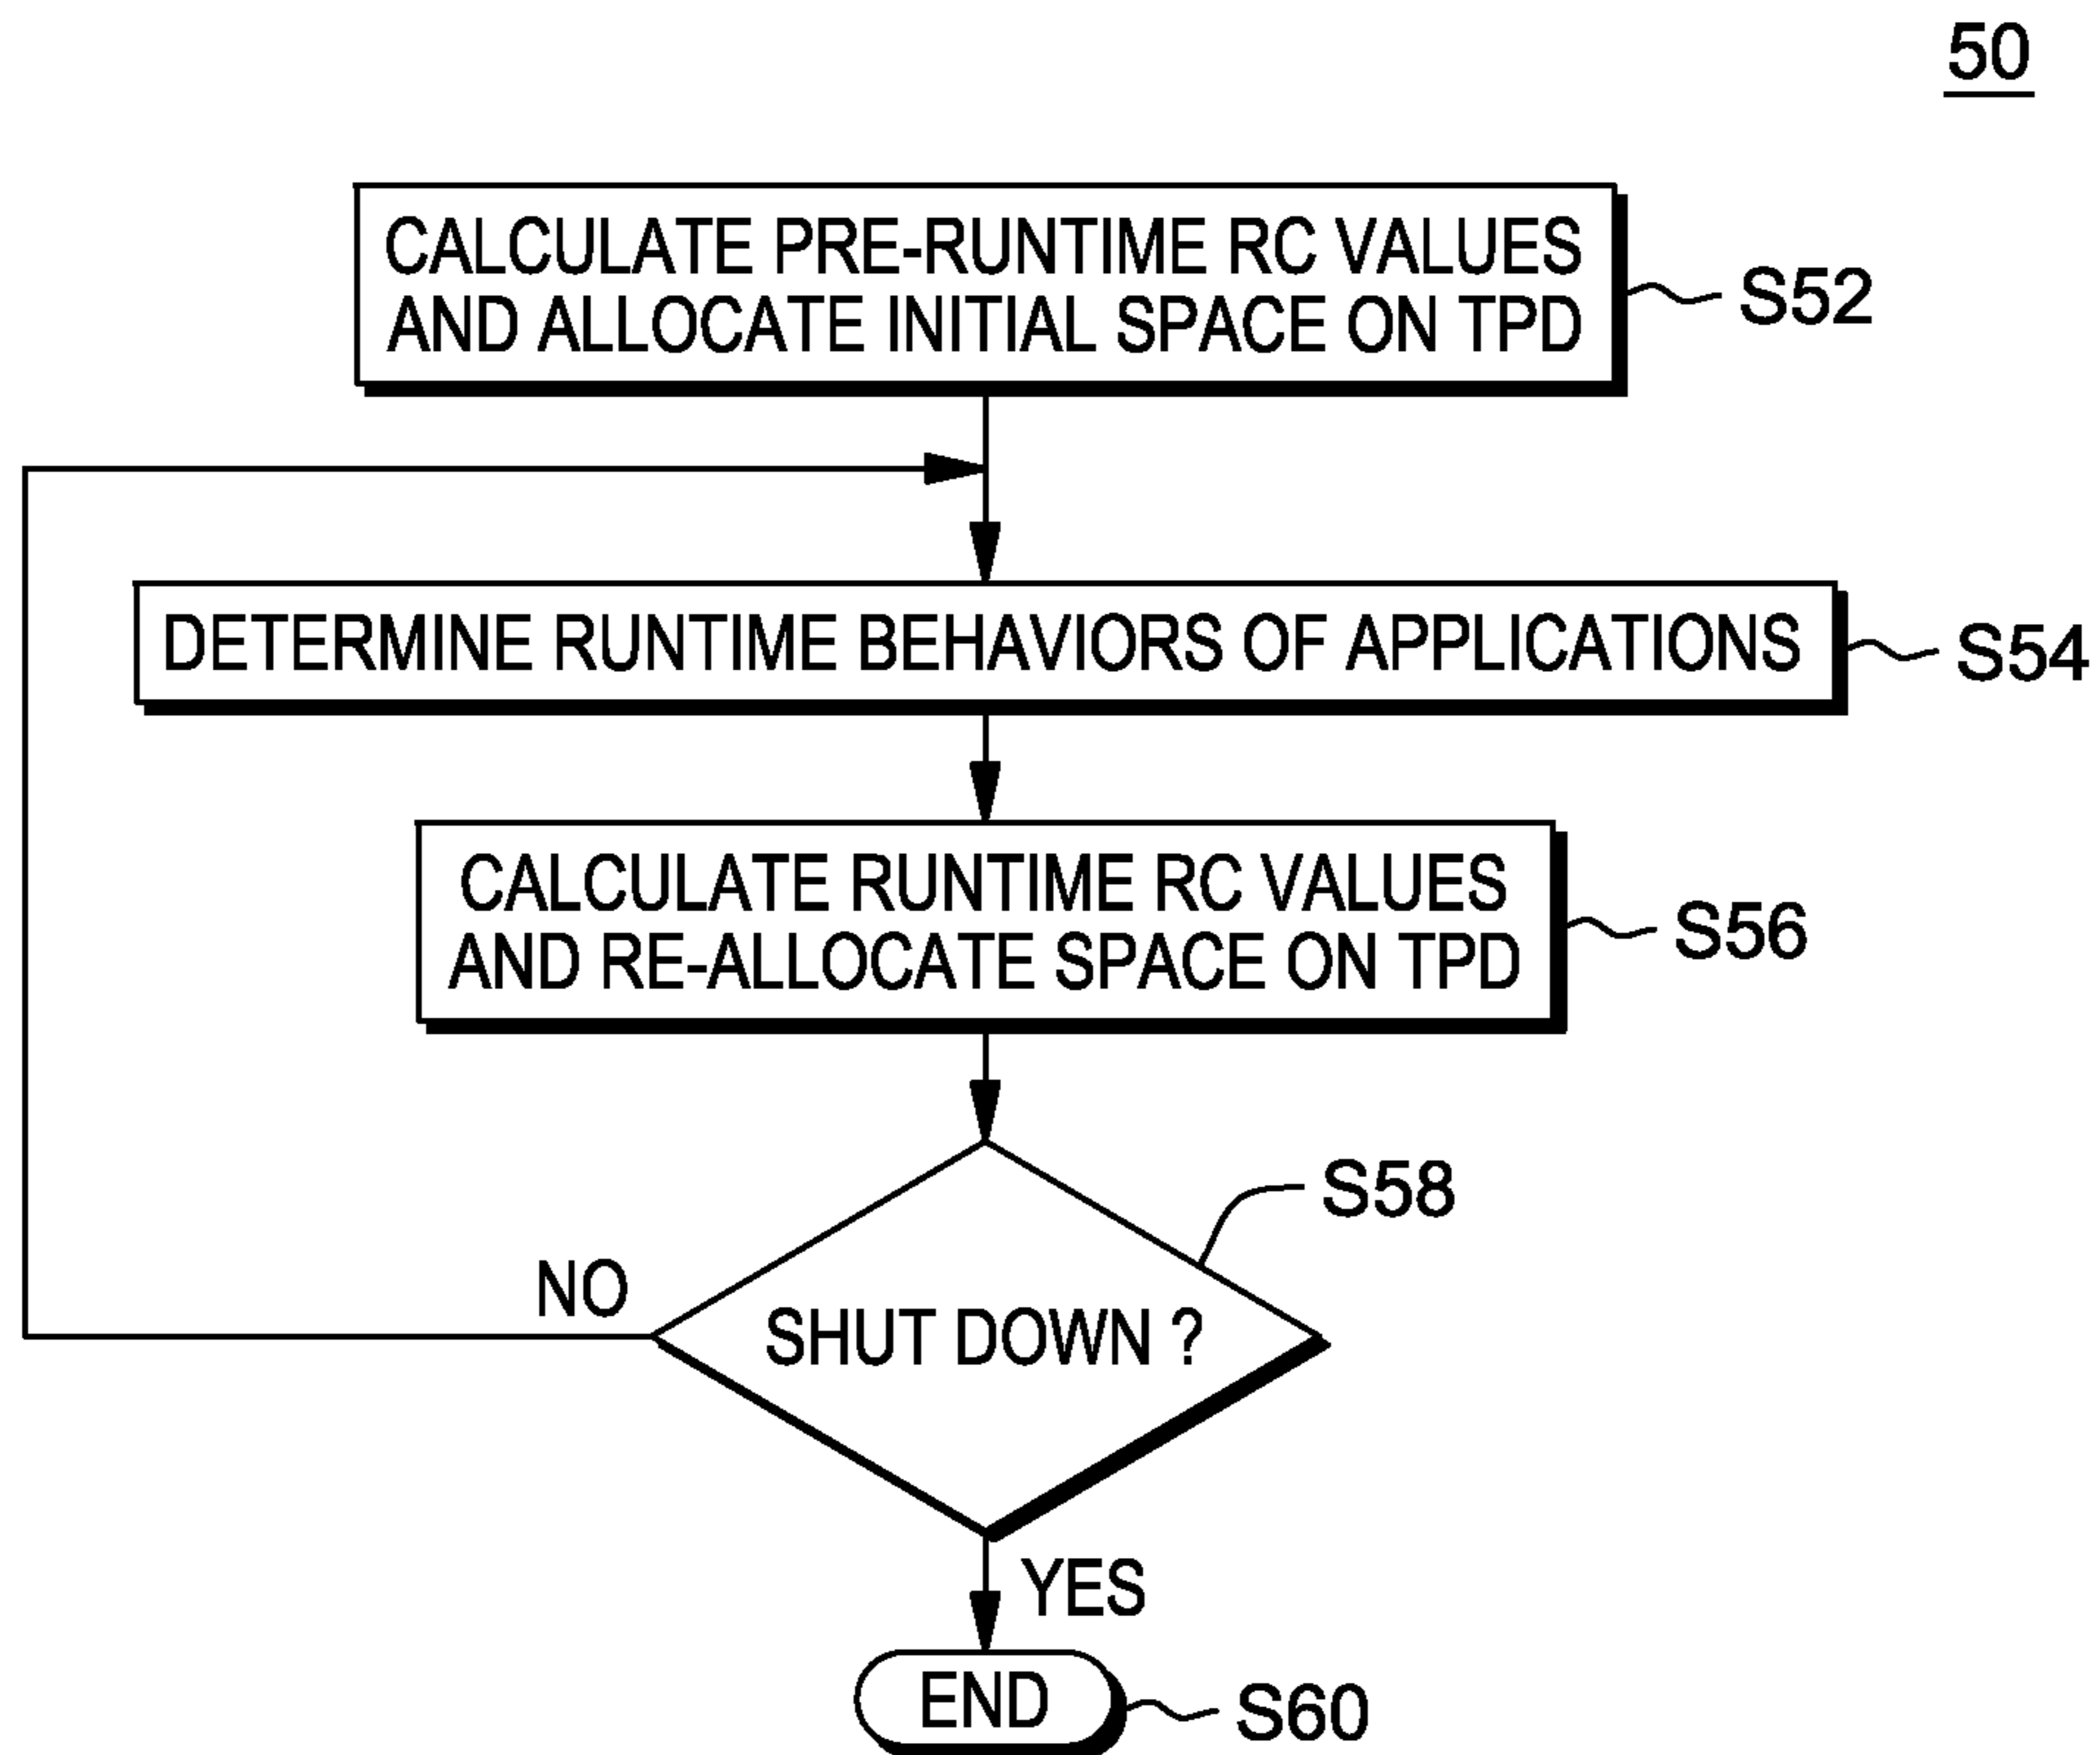 50
CALCULATE PRE-RUNTIME RC VALUES
AND ALLOCATE INITIAL SPACE ON TPD
S52
DETERMINE RUNTIME BEHAVIORS OF APPLICATIONS
S54
CALCULATE RUNTIME RC VALUES
AND RE-ALLOCATE SPACE ON TPD
S56
S58
NO
SHUT DOWN ?
YES
END
S60